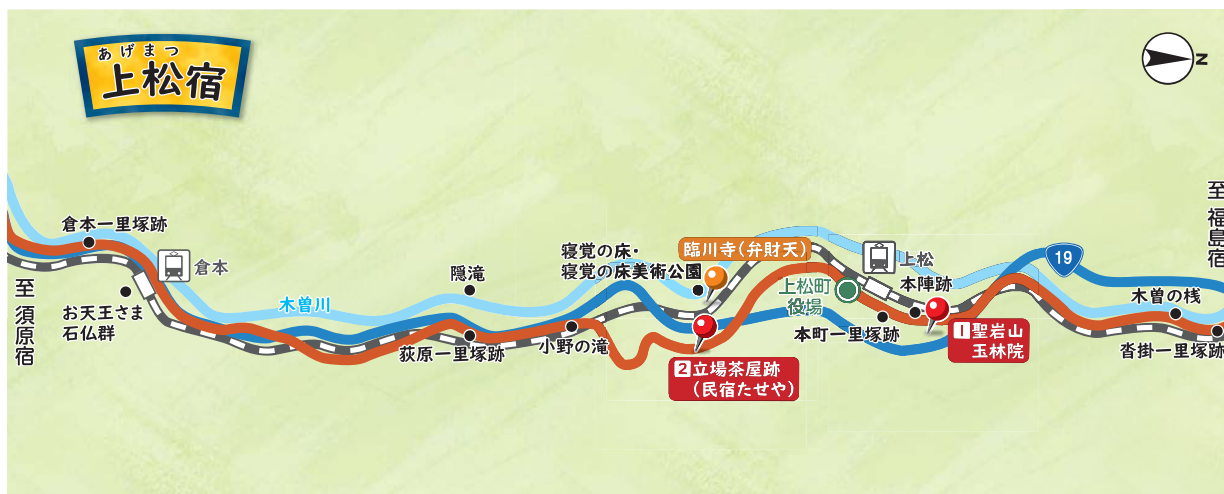 あげまつ
上松宿
N
至 福島宿
19
倉本一里塚跡
倉本
お天王さま
石仏群
至 須原宿
木曽川
隠滝
荻原一里塚跡
小野の滝
寝覚の床・
寝覚の床美術公園
臨川寺(弁財天)
2立場茶屋跡
(民宿たせや)
上松町
役場
上松
本陣跡
本町一里塚跡
1聖岩山
玉林院
木曽の桟
沓掛一里塚跡